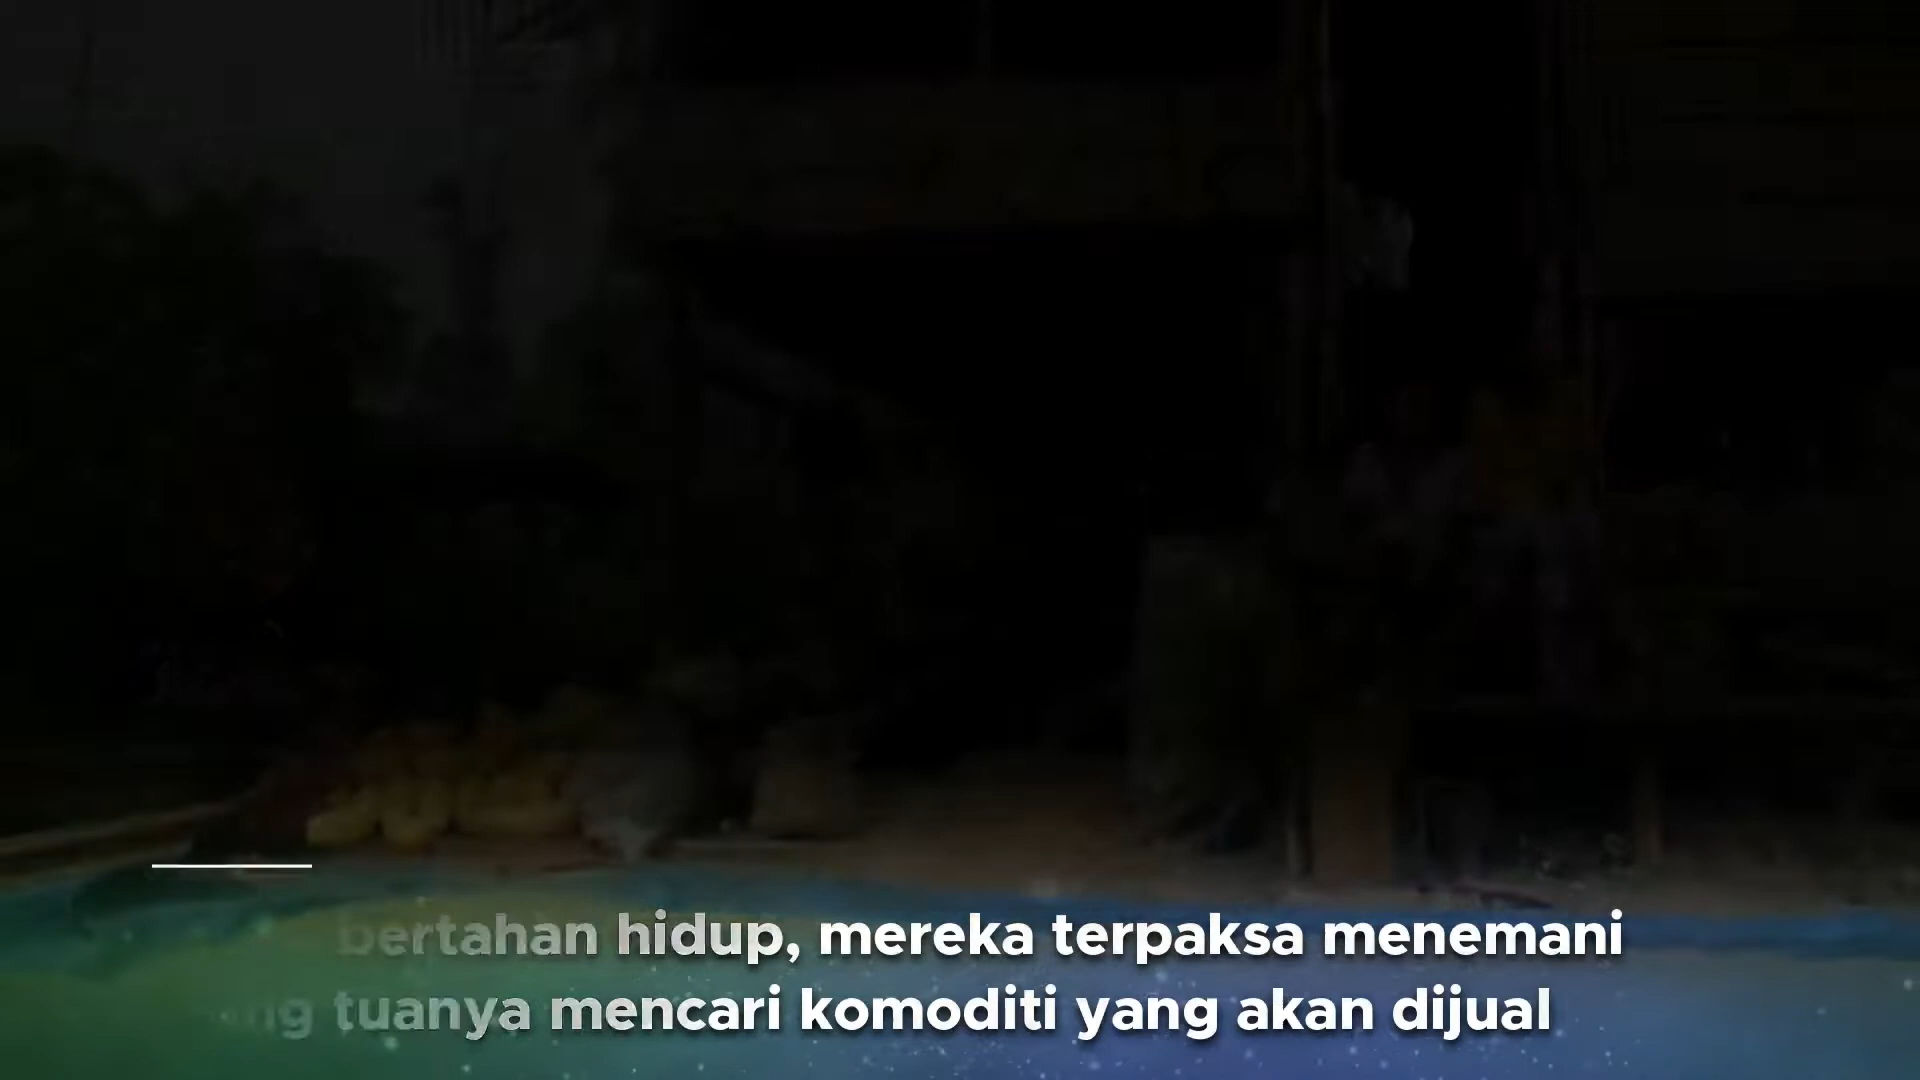 bertahan hidup, mereka terpaksa menemani
tuanya mencari komoditi yang akan dijual